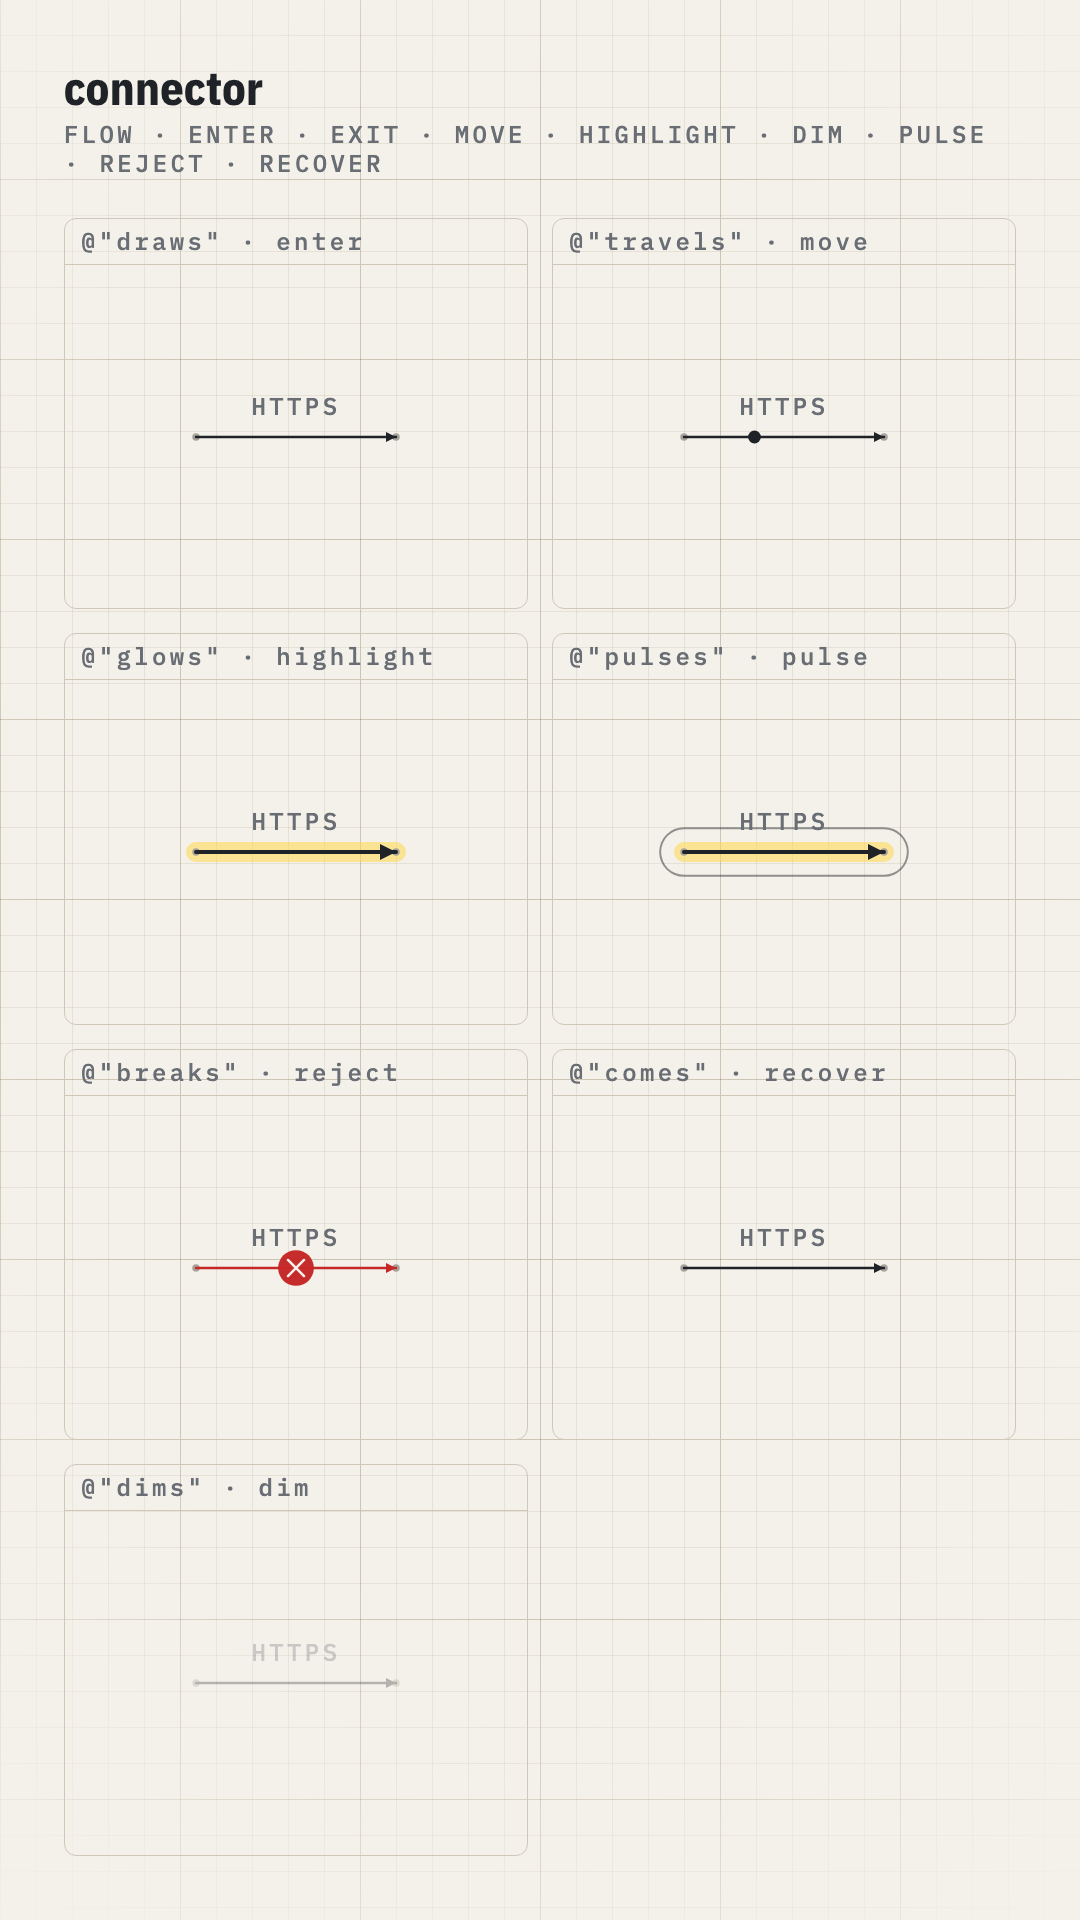 connector
FLOW · ENTER · EXIT · MOVE · HIGHLIGHT · DIM · PULSE
· REJECT · RECOVER
@"draws" · enter
HTTPS
@"travels" · move
HTTPS
@"glows" · highlight
HTTPS
@"pulses" · pulse
HTTPS
@"breaks" · reject
HTTPS
@"comes" · recover
HTTPS
@"dims" · dim
HTTPS